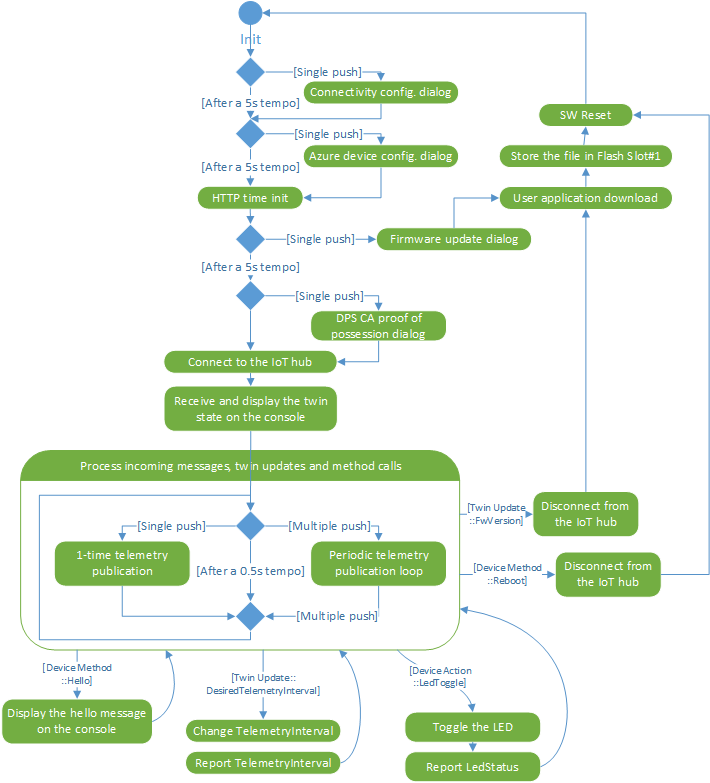 Init
[Single push]
Connectivity config. dialog
[After a 5s tempo]
SW Reset
[Single push]
Azure device config. dialog
Store the file in Flash Slot#1
[After a 5s tempo]
HTTP time init
User application download
[Single push]
Firmware update dialog
[After a 5s tempo]
[Single push]
DPS CA proof of
possession dialog
Connect to the IoT hub
Receive and display the twin
state on the console
Process incoming messages, twin updates and method calls
[Twin Update
::FwVersion]
Disconnect from
the IoT hub
[Single push]
[Multiple push]
1-time telemetry
publication
[After a 0.5s tempo]
Periodic telemetry
publication loop
[Device Method
::Reboot]
Disconnect from
the IoT hub
[Multiple push]
[Device Method
::Hello]
Display the hello message
on the console
[Twin Update::
DesiredTelemetryInterval]
Change TelemetryInterval
Report TelemetryInterval
[Device Action
::LedToggle]
Toggle the LED
Report LedStatus